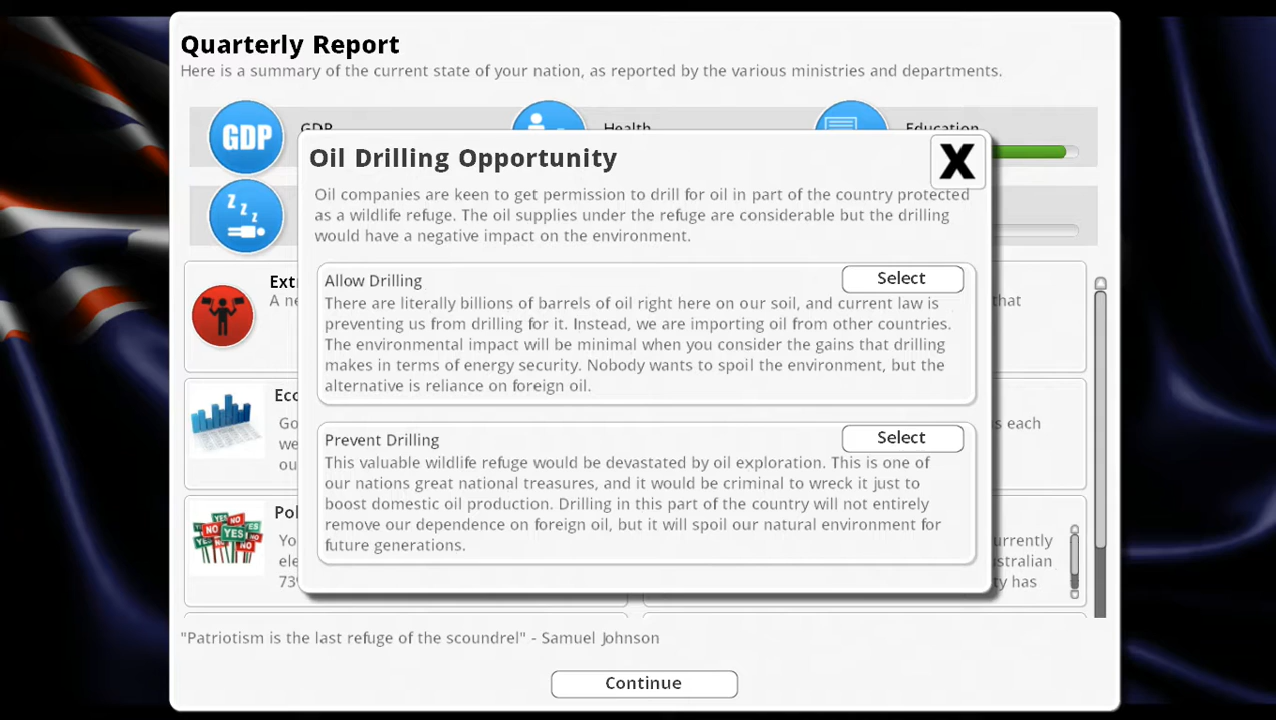 Quarterly Report
Here is a summary of the current state of your nation, as reported by the various ministries and departments.
GDP
GDP
Health
Education
Oil Drilling Opportunity
X
Oil companies are keen to get permission to drill for oil in part of the country protected
as a wildlife refuge. The oil supplies under the refuge are considerable but the drilling
would have a negative impact on the environment.
Z Z Z
Allow Drilling
Select
There are literally billions of barrels of oil right here on our soil, and current law is
preventing us from drilling for it. Instead, we are importing oil from other countries.
The environmental impact will be minimal when you consider the gains that drilling
makes in terms of energy security. Nobody wants to spoil the environment, but the
alternative is reliance on foreign oil.
Prevent Drilling
Select
This valuable wildlife refuge would be devastated by oil exploration. This is one of
our nations great national treasures, and it would be criminal to wreck it just to
boost domestic oil production. Drilling in this part of the country will not entirely
remove our dependence on foreign oil, but it will spoil our natural environment for
future generations.
A ne
that
we
ou
s each
YES NO
NO YES NO
ele
73
urrently
ustralian
ty has
"Patriotism is the last refuge of the scoundrel" - Samuel Johnson
Continue